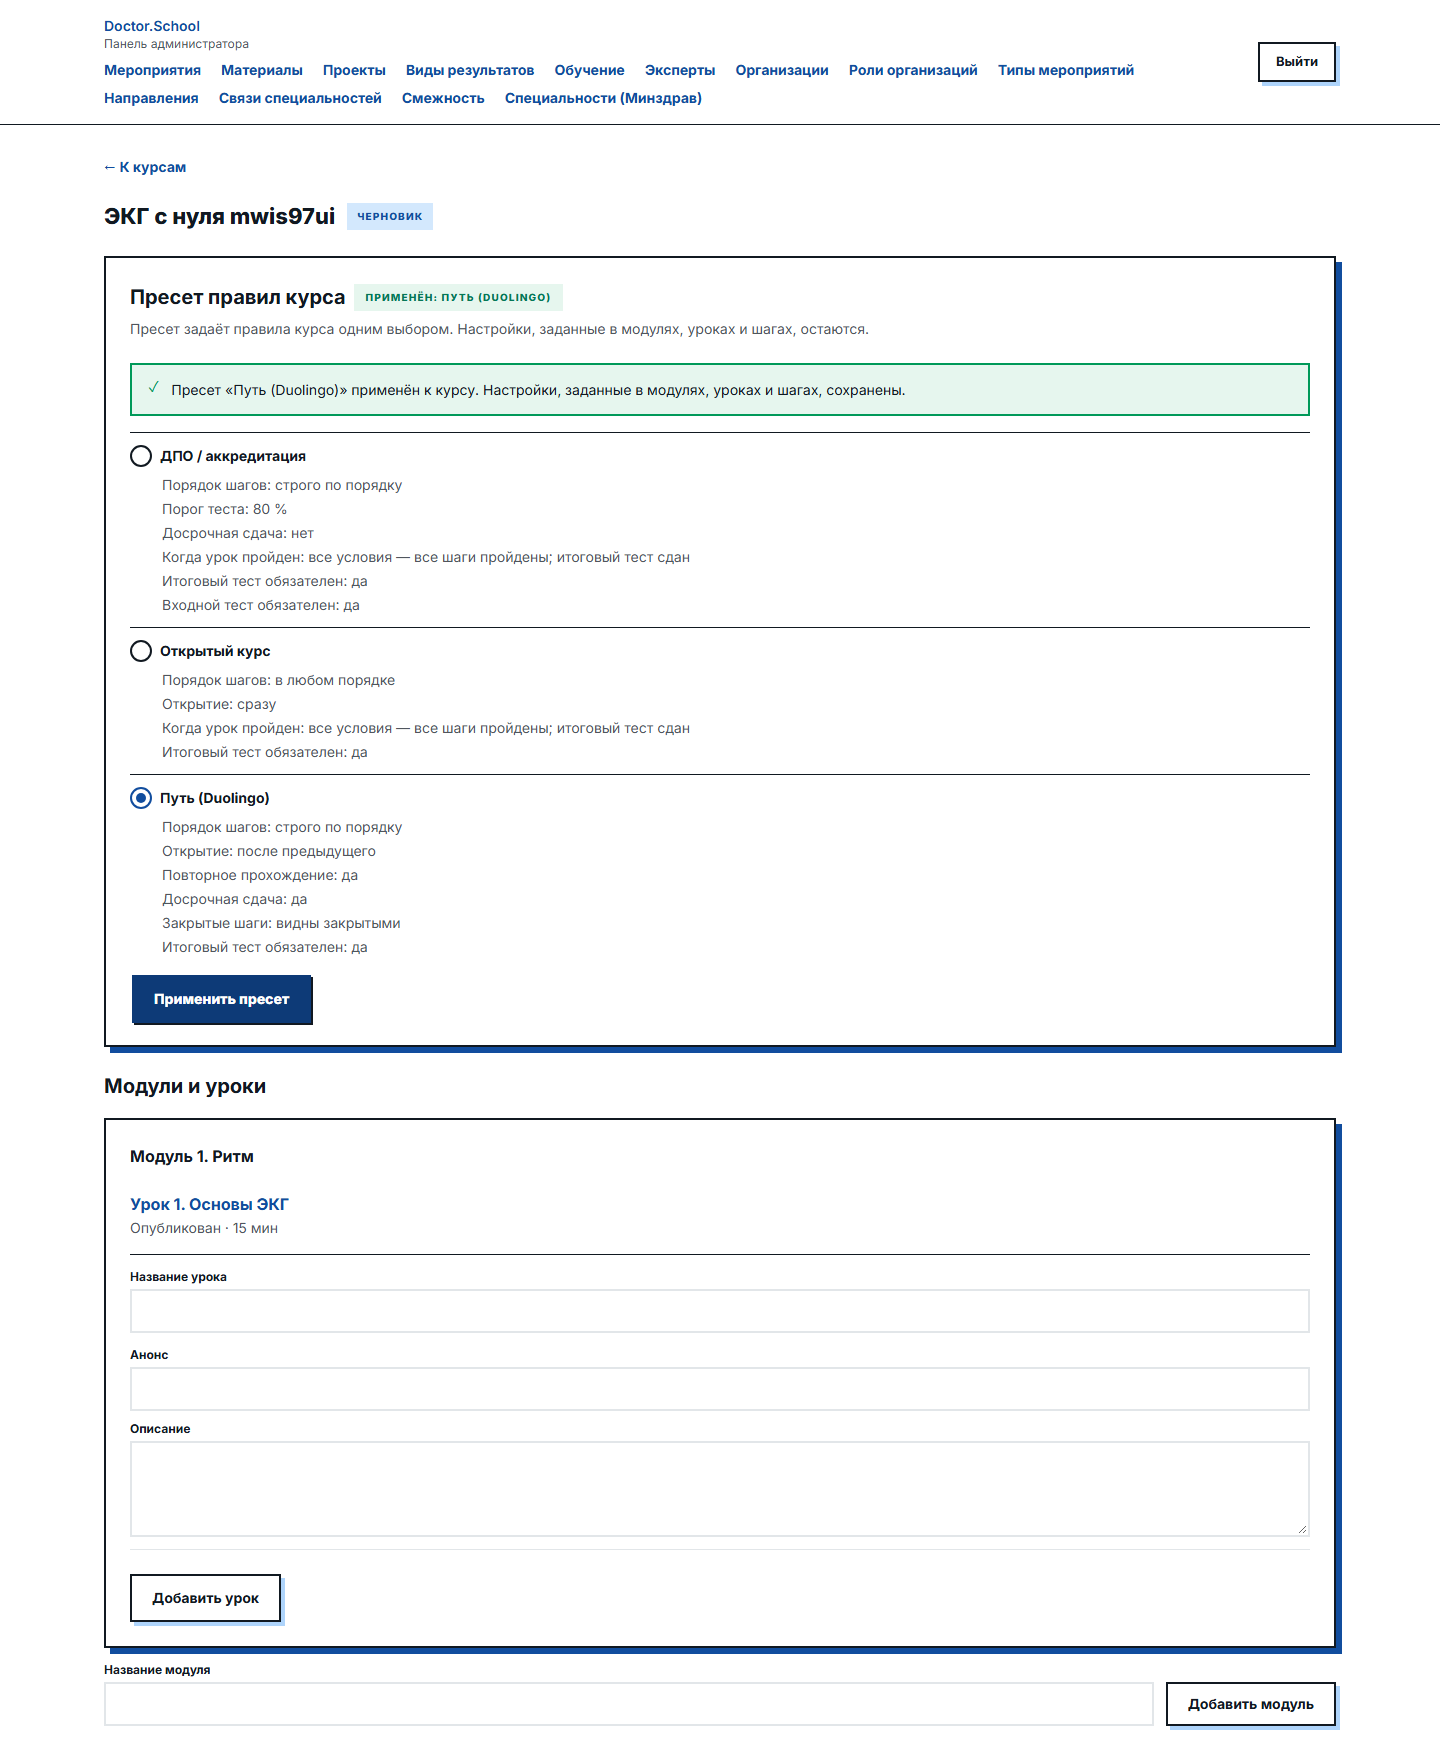 Doctor.School
Панель администратора
Мероприятия Материалы Проекты Виды результатов Обучение Эксперты Организации Роли организаций Типы мероприятий
Направления Связи специальностей Смежность Специальности (Минздрав)
Выйти
← К курсам
ЭКГ с нуля mwis97ui ЧЕРНОВИК
Пресет правил курса ПРИМЕНЁН: ПУТЬ (DUOLINGO)
Пресет задаёт правила курса одним выбором. Настройки, заданные в модулях, уроках и шагах, остаются.
✓ Пресет «Путь (Duolingo)» применён к курсу. Настройки, заданные в модулях, уроках и шагах, сохранены.
ДПО / аккредитация
Порядок шагов: строго по порядку
Порог теста: 80 %
Досрочная сдача: нет
Когда урок пройден: все условия — все шаги пройдены; итоговый тест сдан
Итоговый тест обязателен: да
Входной тест обязателен: да
Открытый курс
Порядок шагов: в любом порядке
Открытие: сразу
Когда урок пройден: все условия — все шаги пройдены; итоговый тест сдан
Итоговый тест обязателен: да
Путь (Duolingo)
Порядок шагов: строго по порядку
Открытие: после предыдущего
Повторное прохождение: да
Досрочная сдача: да
Закрытые шаги: видны закрытыми
Итоговый тест обязателен: да
Применить пресет
Модули и уроки
Модуль 1. Ритм
Урок 1. Основы ЭКГ
Опубликован · 15 мин
Название урока
Анонс
Описание
Добавить урок
Название модуля
Добавить модуль